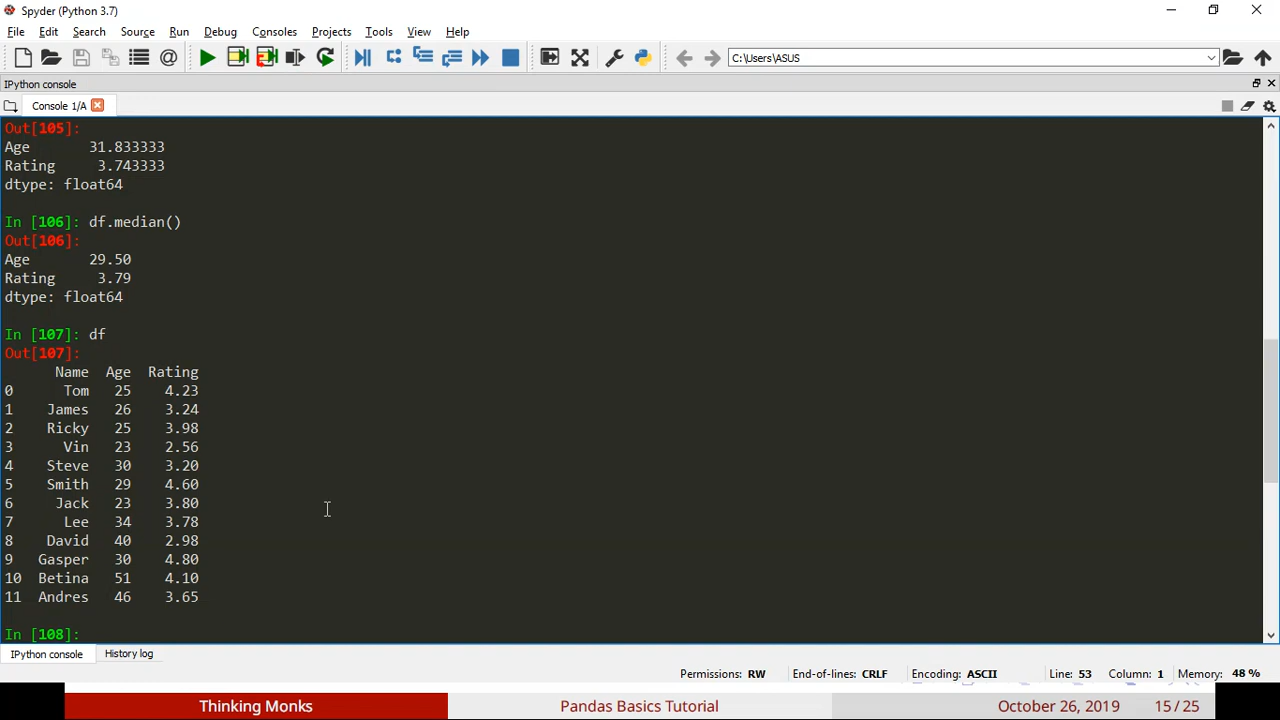 Spyder (Python 3.7)
File Edit Search Source Run Debug Consoles Projects Tools View Help
C:\Users\ASUS
IPython console
Console 1/A
Out[105]:
Age 31.833333
Rating 3.743333
dtype: float64
In [106]: df.median()
Out[106]:
Age 29.50
Rating 3.79
dtype: float64
In [107]: df
Out[107]:
Name Age Rating
0 Tom 25 4.23
1 James 26 3.24
2 Ricky 25 3.98
3 Vin 23 2.56
4 Steve 30 3.20
5 Smith 29 4.60
6 Jack 23 3.80
7 Lee 34 3.78
8 David 40 2.98
9 Gasper 30 4.80
10 Betina 51 4.10
11 Andres 46 3.65
In [108]:
IPython console History log
Permissions: RW End-of-lines: CRLF Encoding: ASCII Line: 53 Column: 1 Memory: 48 %
Thinking Monks Pandas Basics Tutorial October 26, 2019 15 / 25